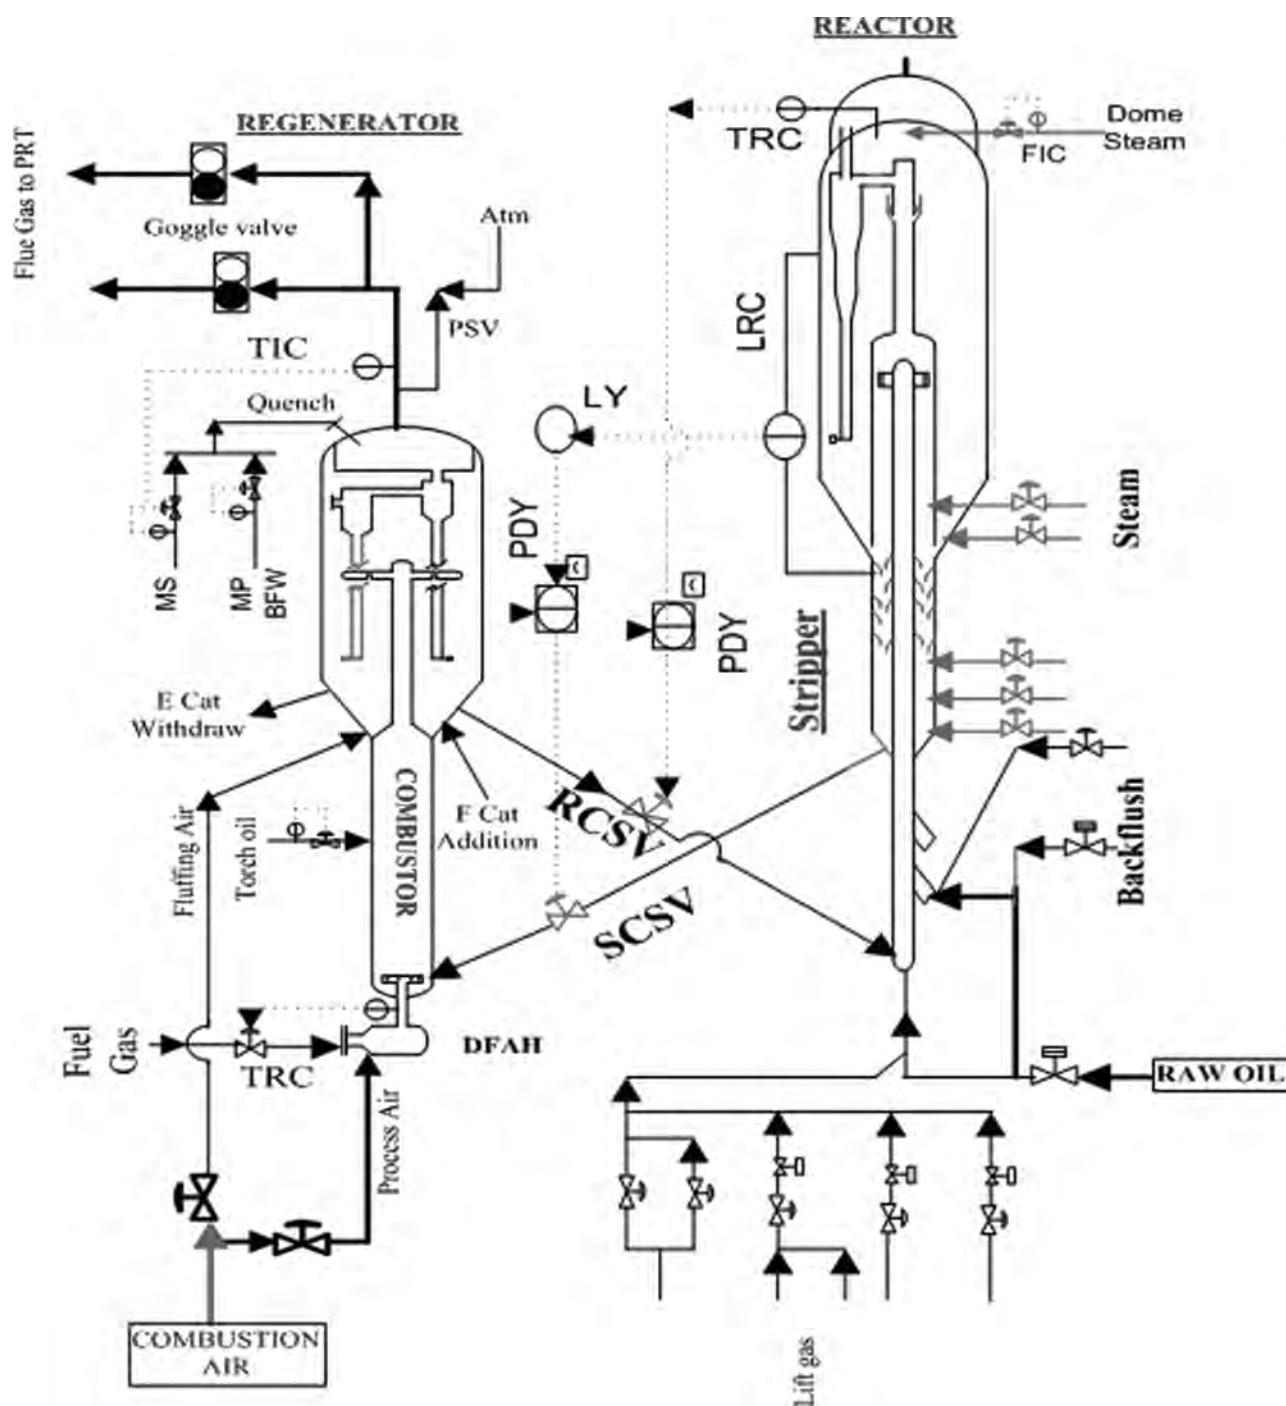 REACTOR
Dome
Steam
FIC
TRC
REGENERATOR
Flue Gas to PRT
Goggle valve
Atm
PSV
TIC
Quench
LRC
LY
PDY
PDY
MS
MP
BFW
Steam
Stripper
E Cat
Withdraw
COMBUSTOR
F Cat
Addition
RCSV
SCSV
Fluffing Air
Torch oil
Backflush
Fuel
Gas
TRC
DFAH
Process Air
RAW OIL
COMBUSTION
AIR
Lift gas